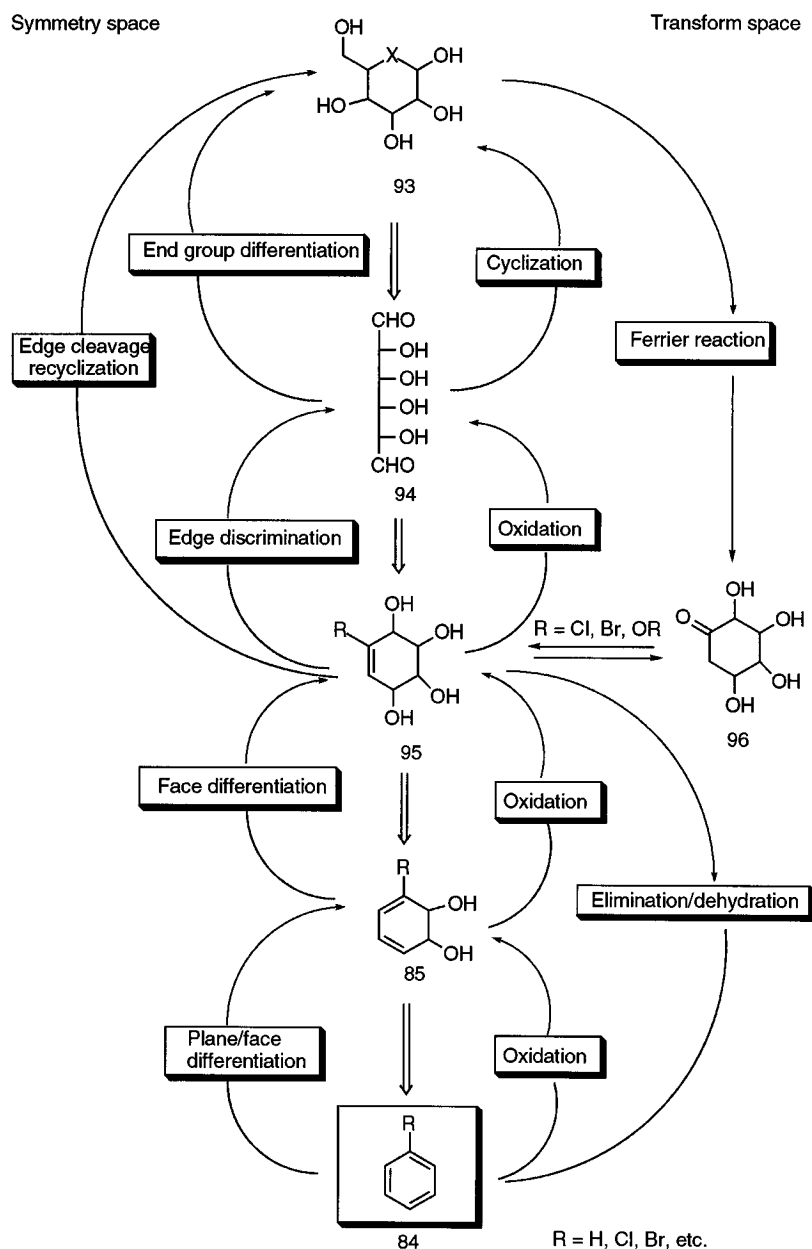 Symmetry space
Transform space
OH
X
OH
HO
OH
OH
93
End group differentiation
Cyclization
Edge cleavage
recyclization
Ferrier reaction
CHO
OH
OH
OH
OH
CHO
94
Edge discrimination
Oxidation
OH
R
OH
OH
OH
95
R = Cl, Br, OR
OH
O
OH
OH
OH
96
Face differentiation
Oxidation
R
OH
OH
85
Elimination/dehydration
Plane/face
differentiation
Oxidation
R
84
R = H, Cl, Br, etc.